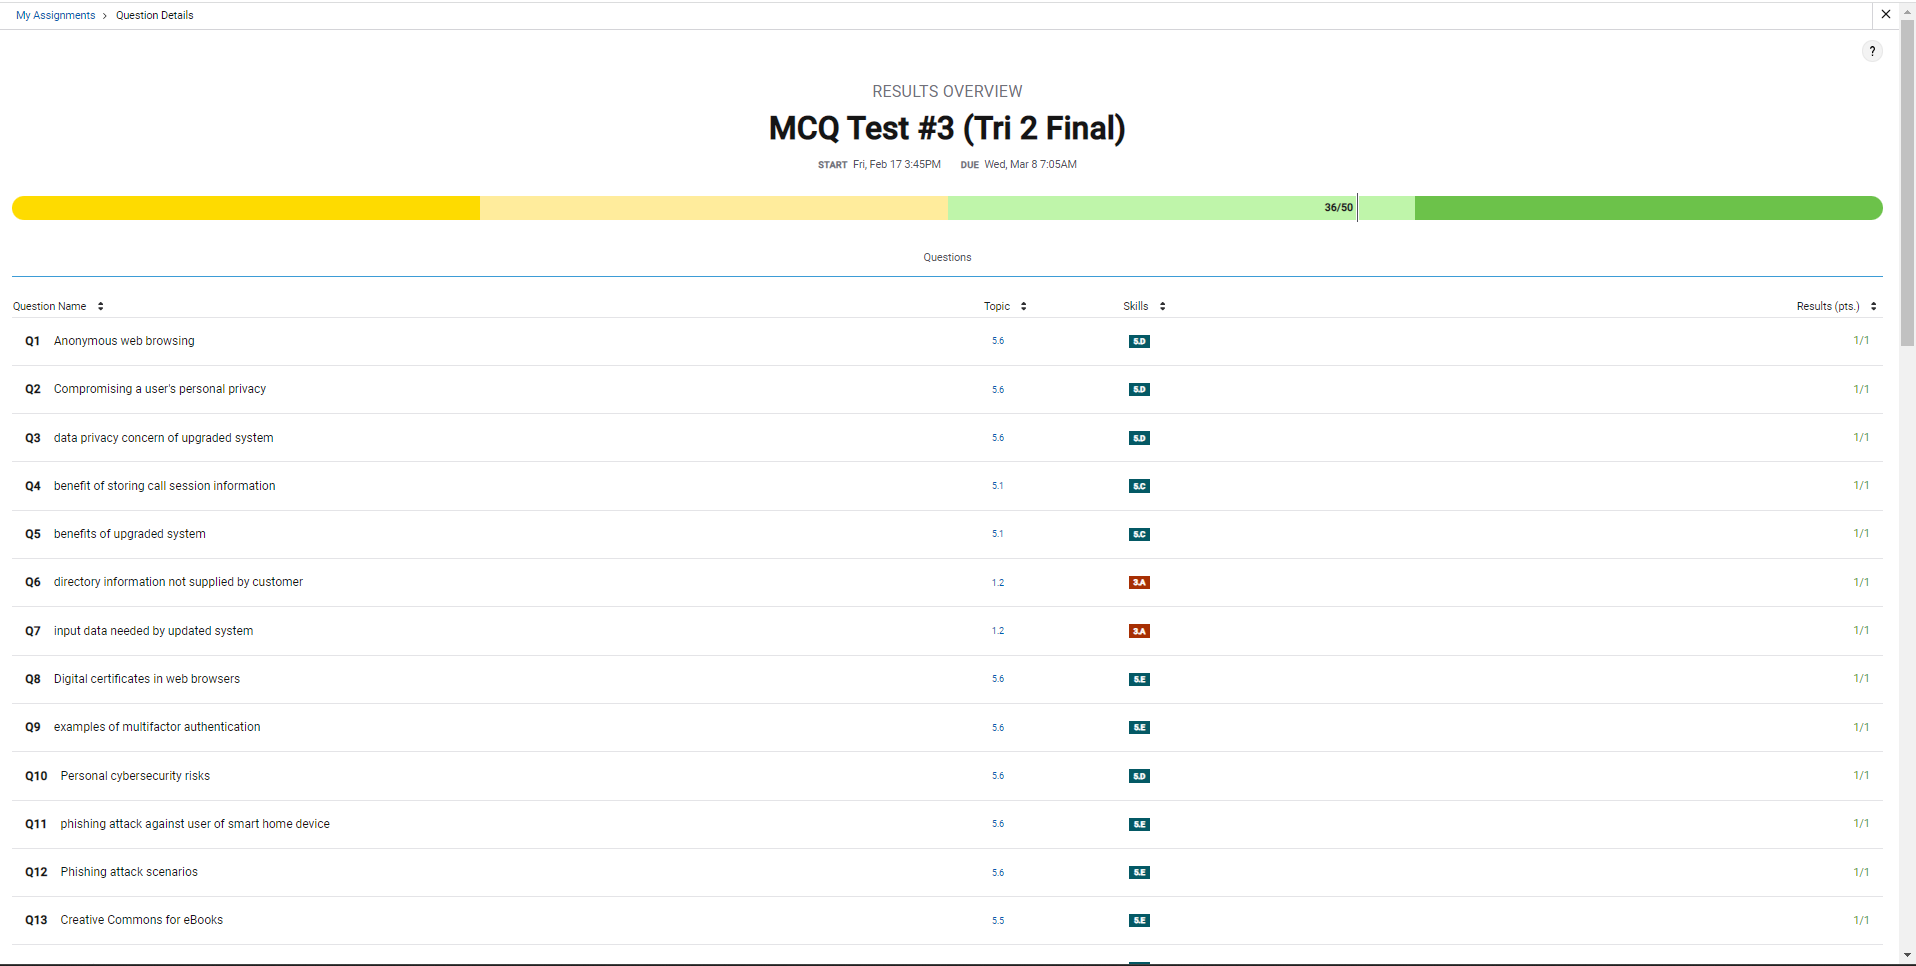 My Assignments > Question Details
?
RESULTS OVERVIEW
MCQ Test #3 (Tri 2 Final)
START Fri, Feb 17 3:45PM DUE Wed, Mar 8 7:05AM
36/50
Questions
Question Name Topic Skills Results (pts.)
Q1 Anonymous web browsing 5.6 5.D 1/1
Q2 Compromising a user's personal privacy 5.6 5.D 1/1
Q3 data privacy concern of upgraded system 5.6 5.D 1/1
Q4 benefit of storing call session information 5.1 5.C 1/1
Q5 benefits of upgraded system 5.1 5.C 1/1
Q6 directory information not supplied by customer 1.2 3.A 1/1
Q7 input data needed by updated system 1.2 3.A 1/1
Q8 Digital certificates in web browsers 5.6 5.E 1/1
Q9 examples of multifactor authentication 5.6 5.E 1/1
Q10 Personal cybersecurity risks 5.6 5.D 1/1
Q11 phishing attack against user of smart home device 5.6 5.E 1/1
Q12 Phishing attack scenarios 5.6 5.E 1/1
Q13 Creative Commons for eBooks 5.5 5.E 1/1